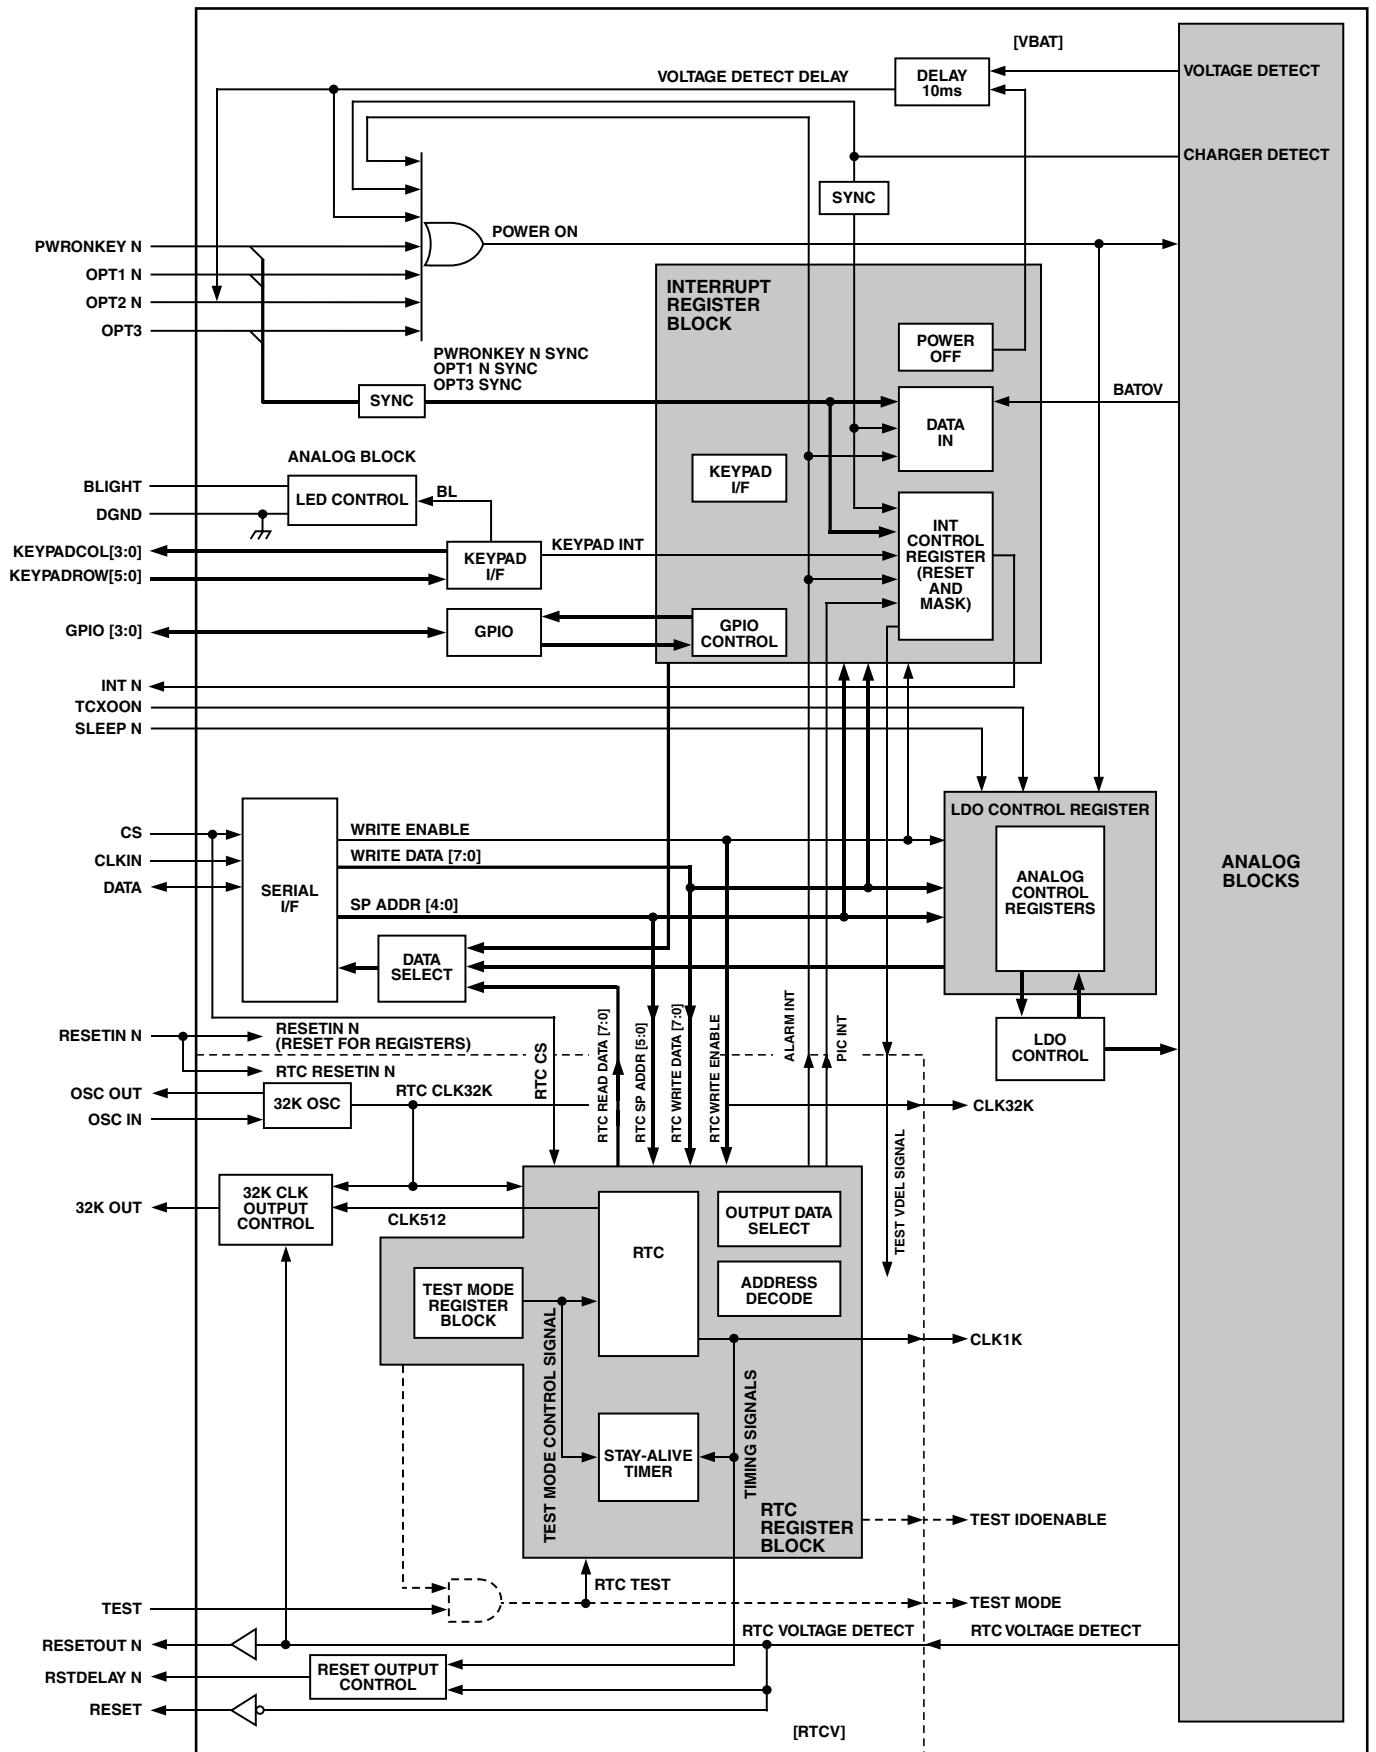 [VBAT]
VOLTAGE DETECT DELAY
DELAY
10ms
VOLTAGE DETECT
CHARGER DETECT
SYNC
POWER ON
PWRONKEY N
OPT1 N
OPT2 N
OPT3
INTERRUPT
REGISTER
BLOCK
POWER
OFF
PWRONKEY N SYNC
OPT1 N SYNC
OPT3 SYNC
SYNC
BATOV
DATA
IN
ANALOG BLOCK
BLIGHT
LED CONTROL
BL
DGND
KEYPAD
I/F
INT
CONTROL
REGISTER
(RESET
AND
MASK)
KEYPADCOL[3:0]
KEYPADROW[5:0]
KEYPAD
I/F
KEYPAD INT
GPIO [3:0]
GPIO
GPIO
CONTROL
INT N
TCXOON
SLEEP N
LDO CONTROL REGISTER
CS
CLKIN
DATA
SERIAL
I/F
WRITE ENABLE
WRITE DATA [7:0]
SP ADDR [4:0]
ANALOG
CONTROL
REGISTERS
ANALOG
BLOCKS
DATA
SELECT
RESETIN N
RESETIN N
(RESET FOR REGISTERS)
RTC RESETIN N
RTC CS
RTC READ DATA [7:0]
RTC SP ADDR [5:0]
RTC WRITE DATA [7:0]
RTC WRITE ENABLE
ALARM INT
PIC INT
LDO
CONTROL
OSC OUT
OSC IN
32K OSC
RTC CLK32K
CLK32K
TEST VDEL SIGNAL
32K OUT
32K CLK
OUTPUT
CONTROL
CLK512
RTC
OUTPUT DATA
SELECT
ADDRESS
DECODE
TEST MODE
REGISTER
BLOCK
TEST MODE CONTROL SIGNAL
CLK1K
TIMING SIGNALS
STAY-ALIVE
TIMER
RTC
REGISTER
BLOCK
TEST IDOENABLE
RTC TEST
TEST
TEST MODE
RESETOUT N
RTC VOLTAGE DETECT
RTC VOLTAGE DETECT
RSTDELAY N
RESET OUTPUT
CONTROL
RESET
[RTCV]